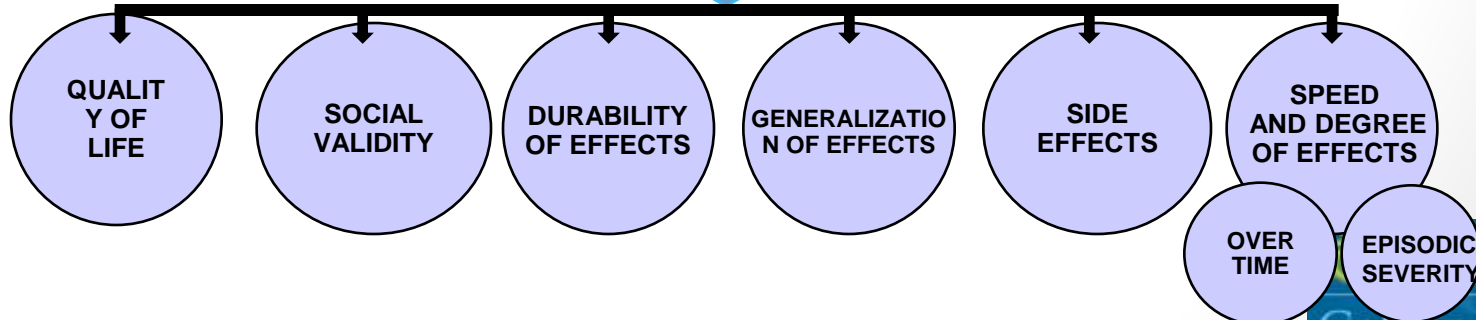 QUALIT
Y OF
LIFE
SOCIAL
VALIDITY
DURABILITY
OF EFFECTS
GENERALIZATIO
N OF EFFECTS
SIDE
EFFECTS
SPEED
AND DEGREE
OF EFFECTS
OVER
TIME
EPISODIC
SEVERITY